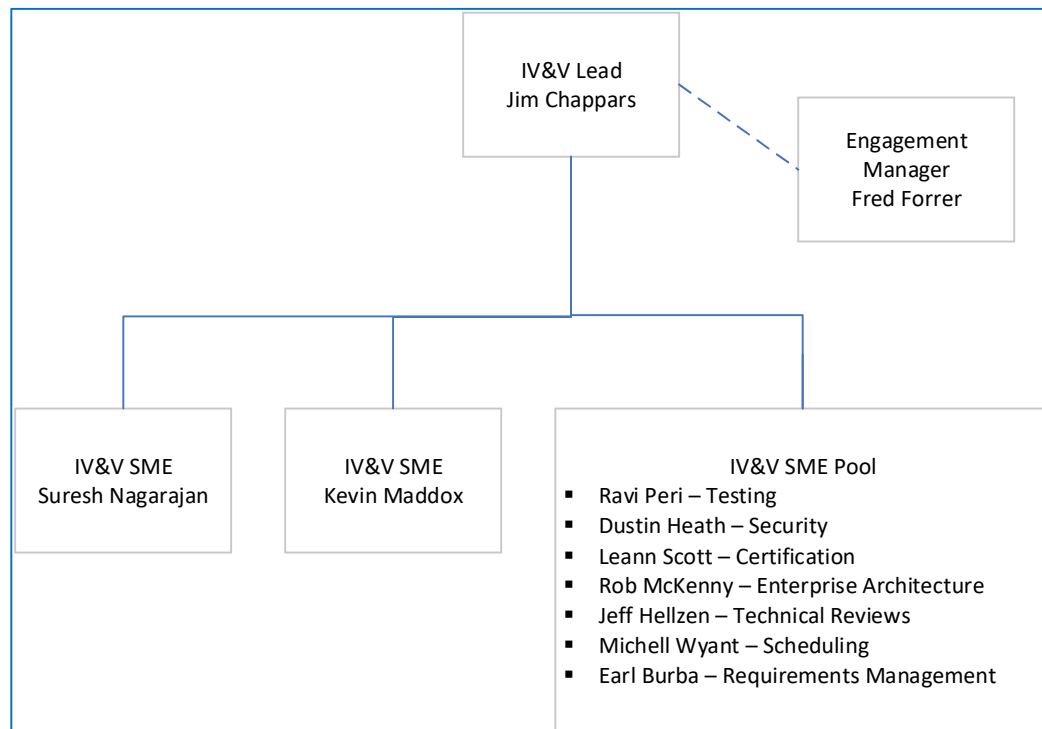 IV&V Lead
Jim Chappars
Engagement
Manager
Fred Forrer
IV&V SME
Suresh Nagarajan
IV&V SME
Kevin Maddox
IV&V SME Pool
▪ Ravi Peri – Testing
▪ Dustin Heath – Security
▪ Leann Scott – Certification
▪ Rob McKenny – Enterprise Architecture
▪ Jeff Hellzen – Technical Reviews
▪ Michell Wyant – Scheduling
▪ Earl Burba – Requirements Management